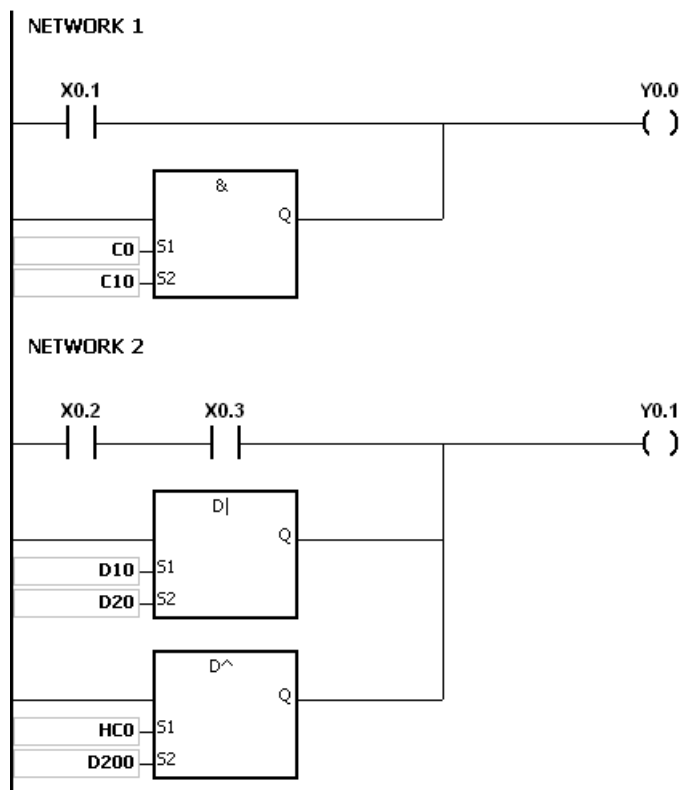 NETWORK 1
X0.1 Y0.0
&
Q
C0 S1
C10 S2
NETWORK 2
X0.2 X0.3 Y0.1
D|
Q
D10 S1
D20 S2
D^
Q
HC0 S1
D200 S2